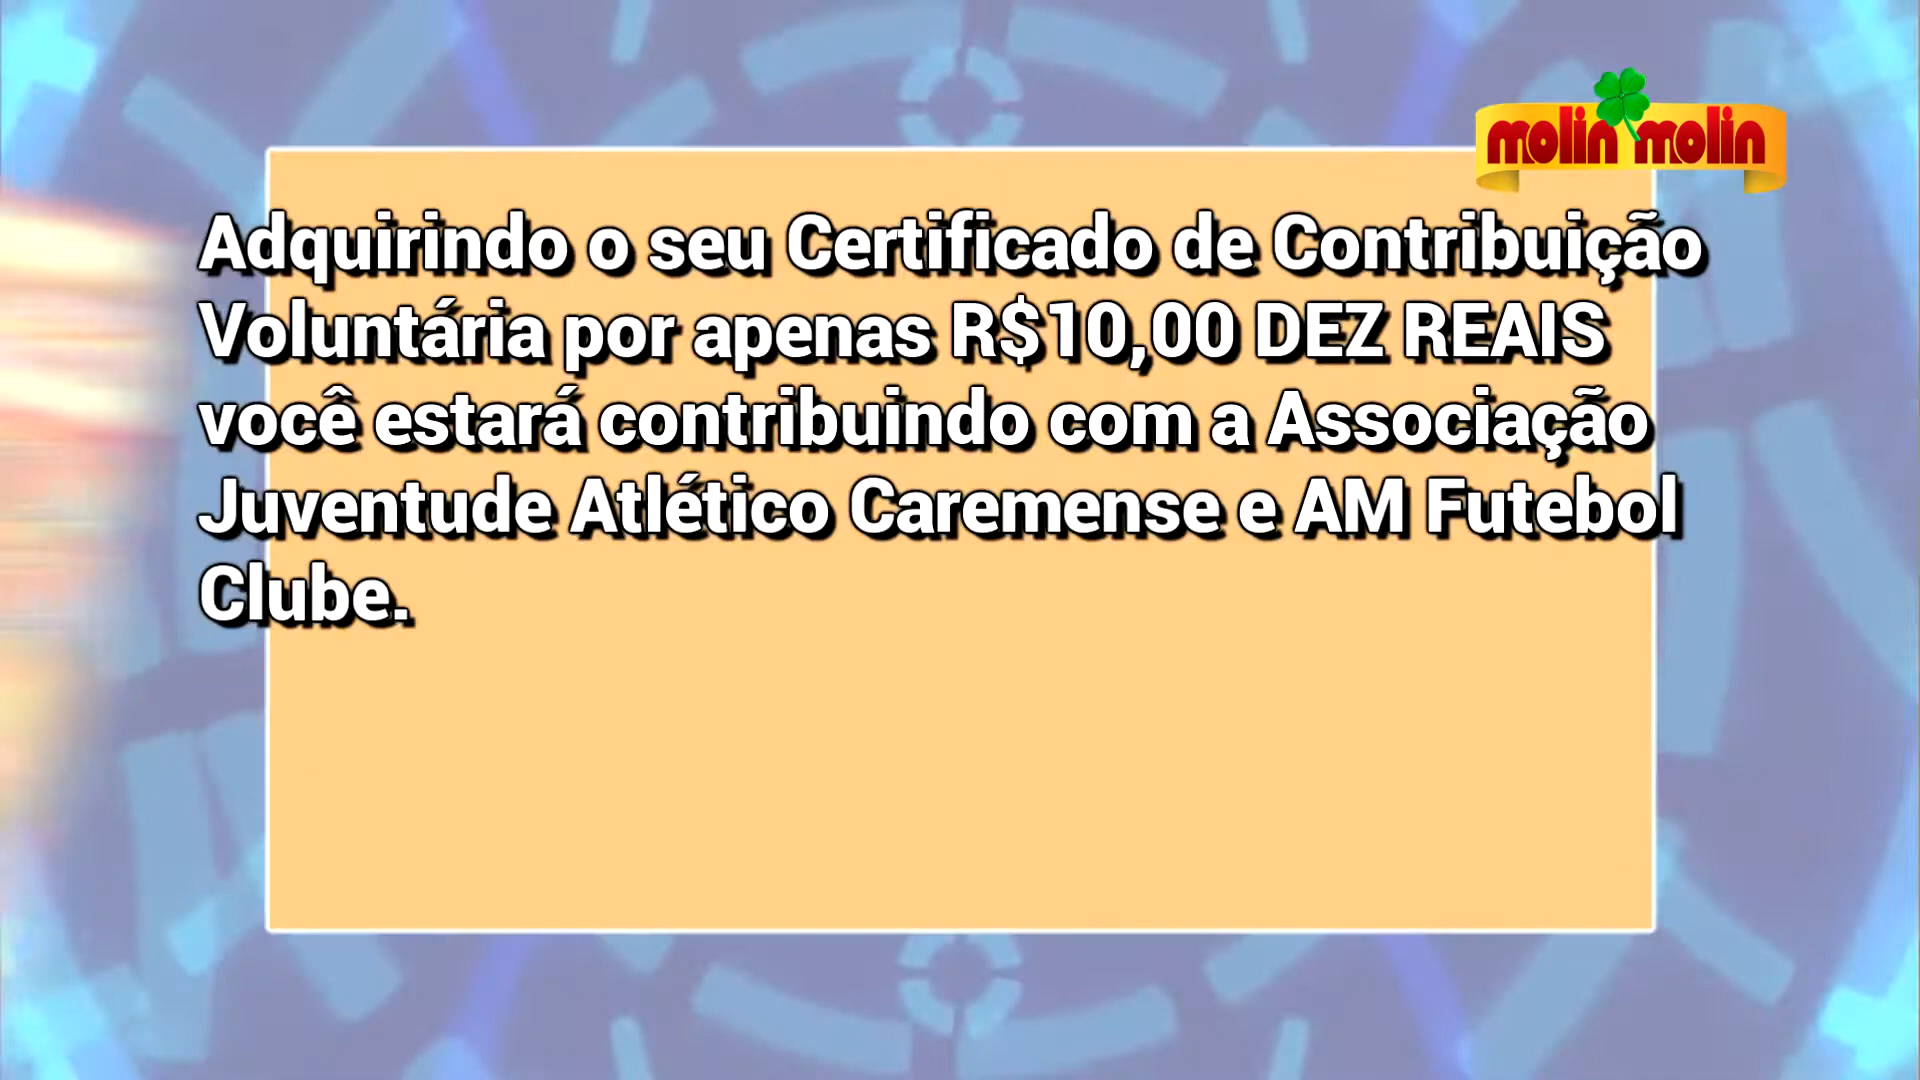 molin molin
Adquirindo o seu Certificado de Contribuição
Voluntária por apenas R$10,00 DEZ REAIS
você estará contribuindo com a Associação
Juventude Atlético Caremense e AM Futebol
Clube.